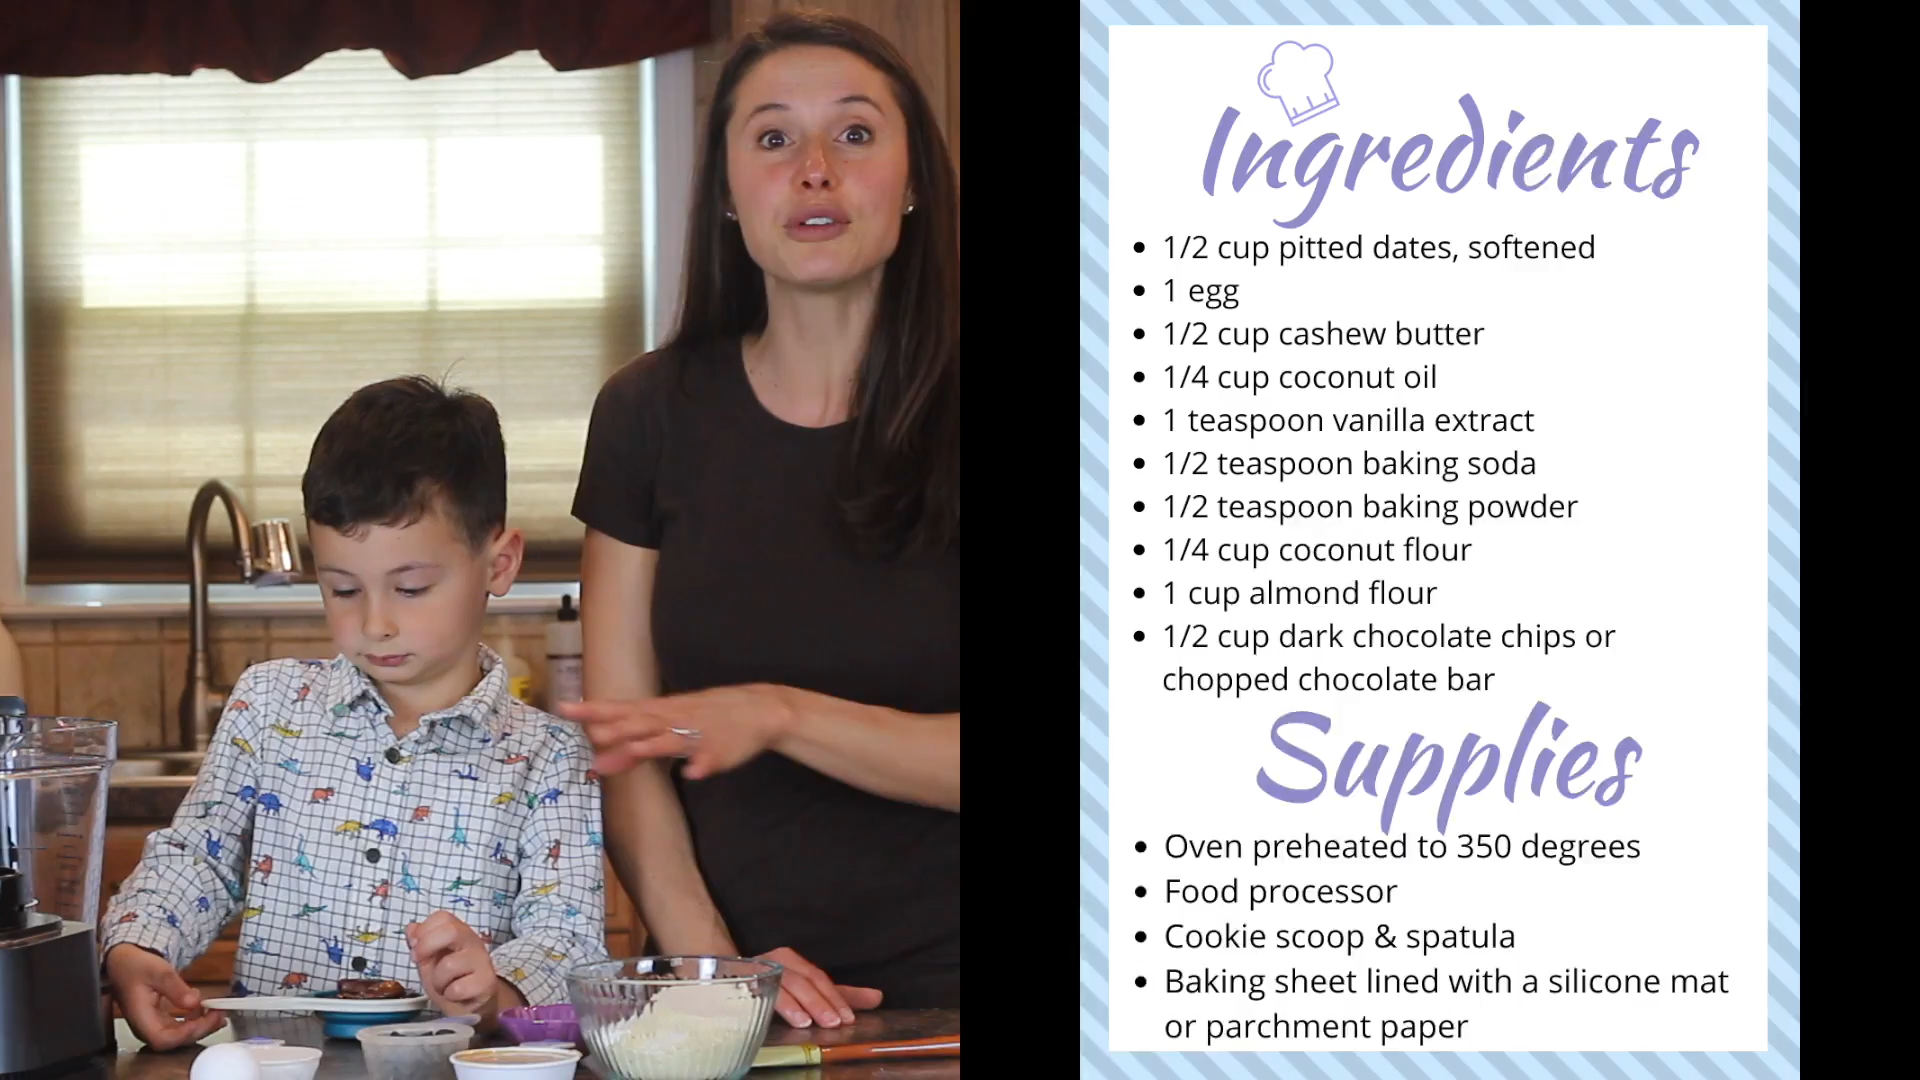 Ingredients
1/2 cup pitted dates, softened
1 egg
1/2 cup cashew butter
1/4 cup coconut oil
1 teaspoon vanilla extract
1/2 teaspoon baking soda
1/2 teaspoon baking powder
1/4 cup coconut flour
1 cup almond flour
1/2 cup dark chocolate chips or
chopped chocolate bar
Supplies
Oven preheated to 350 degrees
Food processor
Cookie scoop & spatula
Baking sheet lined with a silicone mat
or parchment paper